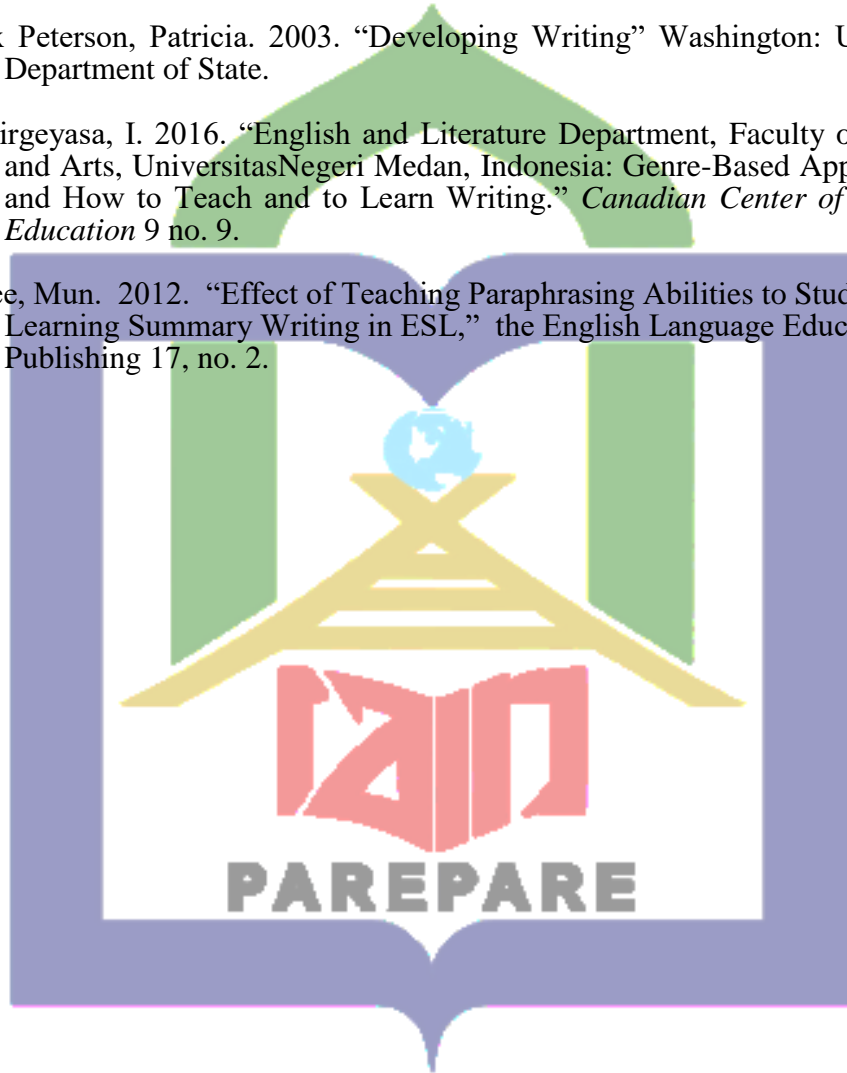 k Peterson, Patricia. 2003. “Developing Writing” Washington: U
Department of State.
irgeyasa, I. 2016. “English and Literature Department, Faculty o
and Arts, UniversitasNegeri Medan, Indonesia: Genre-Based App
and How to Teach and to Learn Writing.” Canadian Center of
Education 9 no. 9.
ee, Mun. 2012. “Effect of Teaching Paraphrasing Abilities to Stud
Learning Summary Writing in ESL,” the English Language Educ
Publishing 17, no. 2.
iain
PAREPARE